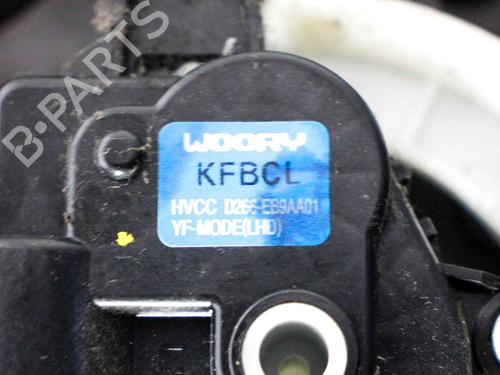 WOORY
KFBCL
HVCC D266-EB9AA01
YF-MODE(LHD)
B-PARTS